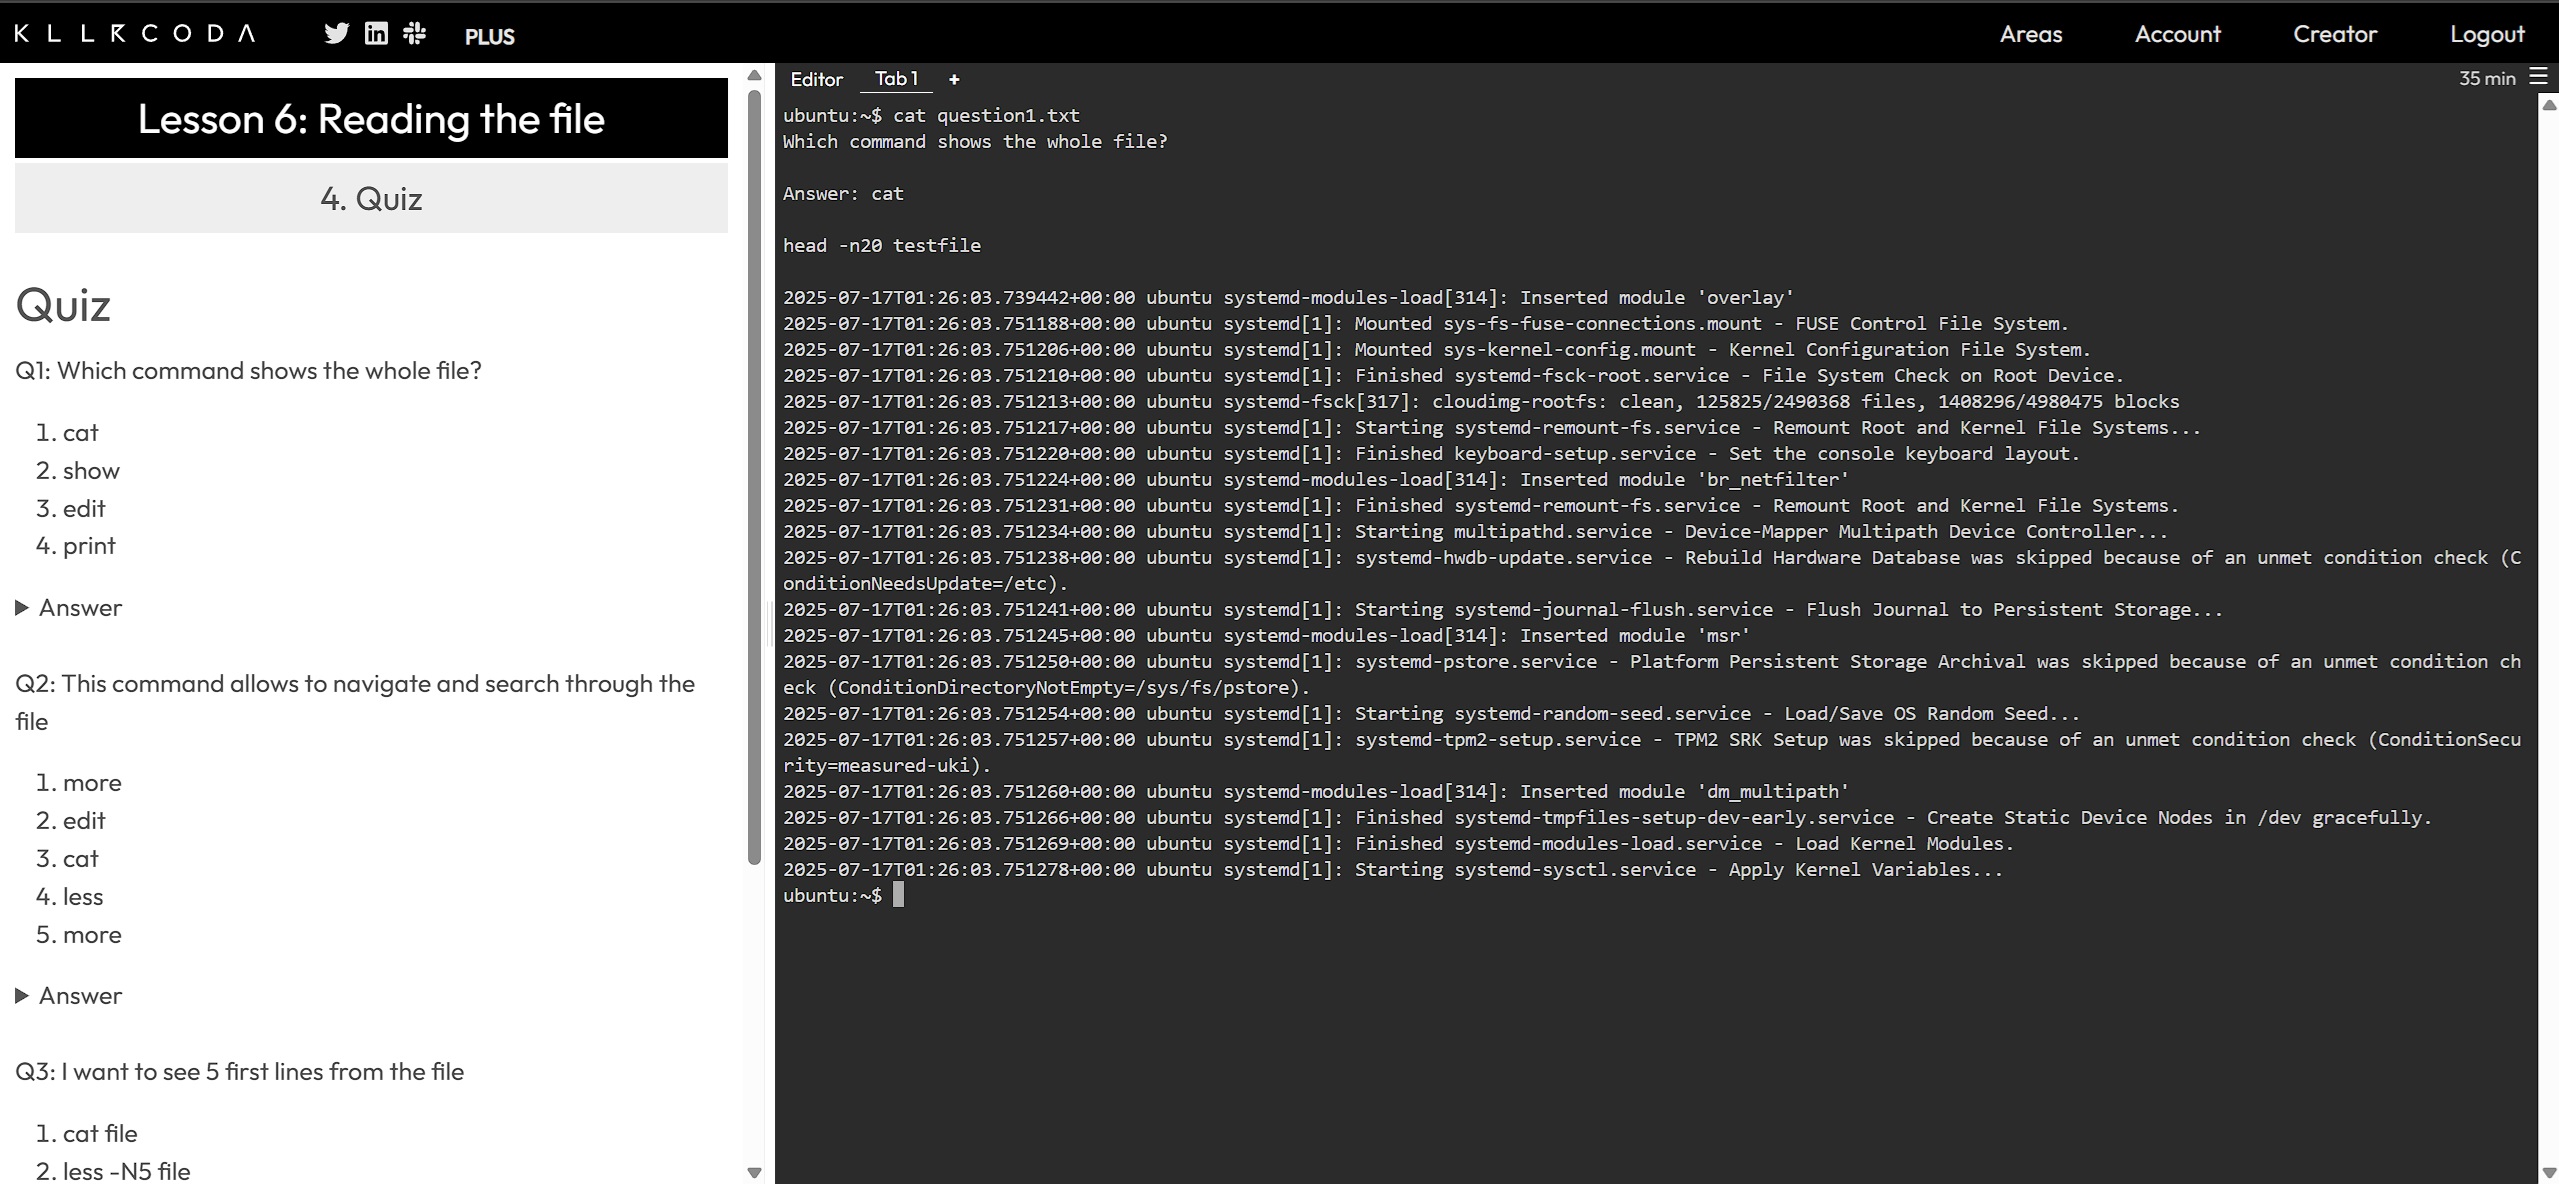 KLLRCODA
PLUS
Areas
Account
Creator
Logout
Lesson 6: Reading the file
4. Quiz
Quiz
Q1: Which command shows the whole file?
1. cat
2. show
3. edit
4. print
Answer
Q2: This command allows to navigate and search through the
file
1. more
2. edit
3. cat
4. less
5. more
Answer
Q3: I want to see 5 first lines from the file
1. cat file
2. less -N5 file
Editor
Tab 1
+
35 min
ubuntu:~$ cat question1.txt
Which command shows the whole file?
Answer: cat
head -n20 testfile
2025-07-17T01:26:03.739442+00:00 ubuntu systemd-modules-load[314]: Inserted module 'overlay'
2025-07-17T01:26:03.751188+00:00 ubuntu systemd[1]: Mounted sys-fs-fuse-connections.mount - FUSE Control File System.
2025-07-17T01:26:03.751206+00:00 ubuntu systemd[1]: Mounted sys-kernel-config.mount - Kernel Configuration File System.
2025-07-17T01:26:03.751210+00:00 ubuntu systemd[1]: Finished systemd-fsck-root.service - File System Check on Root Device.
2025-07-17T01:26:03.751213+00:00 ubuntu systemd-fsck[317]: cloudimg-rootfs: clean, 125825/2490368 files, 1408296/4980475 blocks
2025-07-17T01:26:03.751217+00:00 ubuntu systemd[1]: Starting systemd-remount-fs.service - Remount Root and Kernel File Systems...
2025-07-17T01:26:03.751220+00:00 ubuntu systemd[1]: Finished keyboard-setup.service - Set the console keyboard layout.
2025-07-17T01:26:03.751224+00:00 ubuntu systemd-modules-load[314]: Inserted module 'br_netfilter'
2025-07-17T01:26:03.751231+00:00 ubuntu systemd[1]: Finished systemd-remount-fs.service - Remount Root and Kernel File Systems.
2025-07-17T01:26:03.751234+00:00 ubuntu systemd[1]: Starting multipathd.service - Device-Mapper Multipath Device Controller...
2025-07-17T01:26:03.751238+00:00 ubuntu systemd[1]: systemd-hwdb-update.service - Rebuild Hardware Database was skipped because of an unmet condition check (C
onditionNeedsUpdate=/etc).
2025-07-17T01:26:03.751241+00:00 ubuntu systemd[1]: Starting systemd-journal-flush.service - Flush Journal to Persistent Storage...
2025-07-17T01:26:03.751245+00:00 ubuntu systemd-modules-load[314]: Inserted module 'msr'
2025-07-17T01:26:03.751250+00:00 ubuntu systemd[1]: systemd-pstore.service - Platform Persistent Storage Archival was skipped because of an unmet condition ch
eck (ConditionDirectoryNotEmpty=/sys/fs/pstore).
2025-07-17T01:26:03.751254+00:00 ubuntu systemd[1]: Starting systemd-random-seed.service - Load/Save OS Random Seed...
2025-07-17T01:26:03.751257+00:00 ubuntu systemd[1]: systemd-tpm2-setup.service - TPM2 SRK Setup was skipped because of an unmet condition check (ConditionSecu
rity=measured-uki).
2025-07-17T01:26:03.751260+00:00 ubuntu systemd-modules-load[314]: Inserted module 'dm_multipath'
2025-07-17T01:26:03.751266+00:00 ubuntu systemd[1]: Finished systemd-tmpfiles-setup-dev-early.service - Create Static Device Nodes in /dev gracefully.
2025-07-17T01:26:03.751269+00:00 ubuntu systemd[1]: Finished systemd-modules-load.service - Load Kernel Modules.
2025-07-17T01:26:03.751278+00:00 ubuntu systemd[1]: Starting systemd-sysctl.service - Apply Kernel Variables...
ubuntu:~$